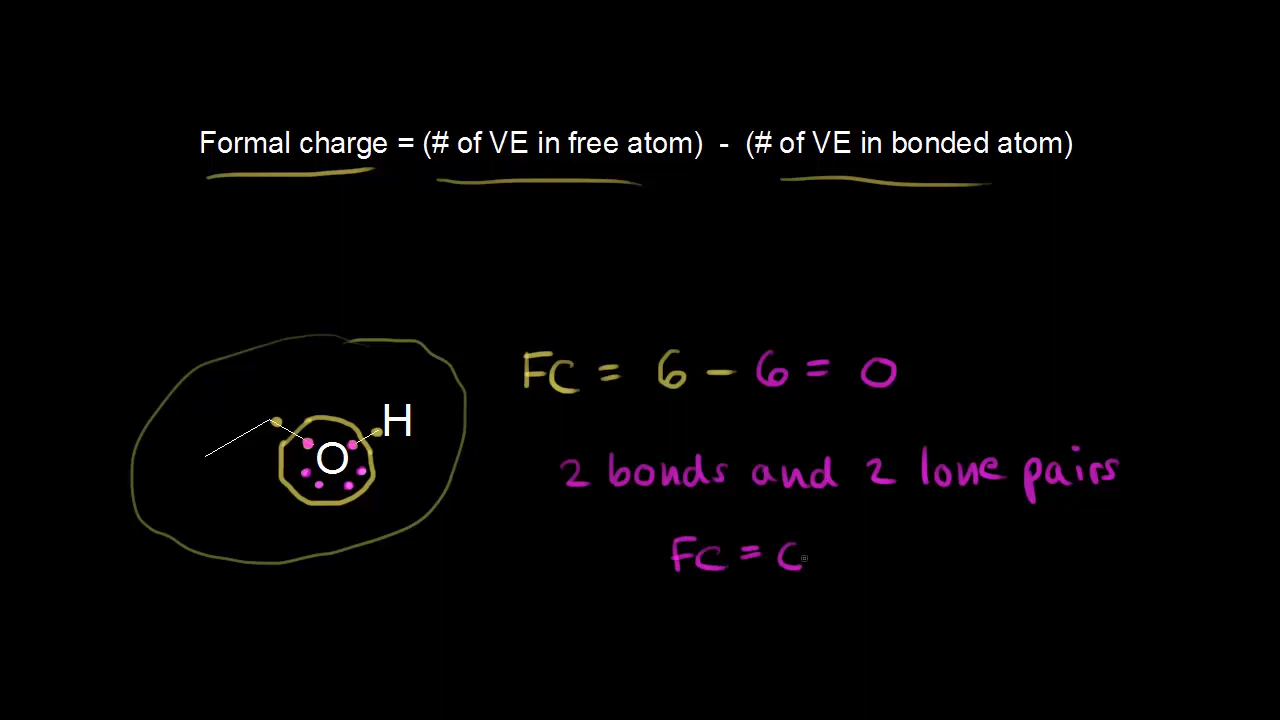 Formal charge = (# of VE in free atom) - (# of VE in bonded atom)
FC = 6 - 6 = 0
H
O
2 bonds and 2 lone pairs
FC = C